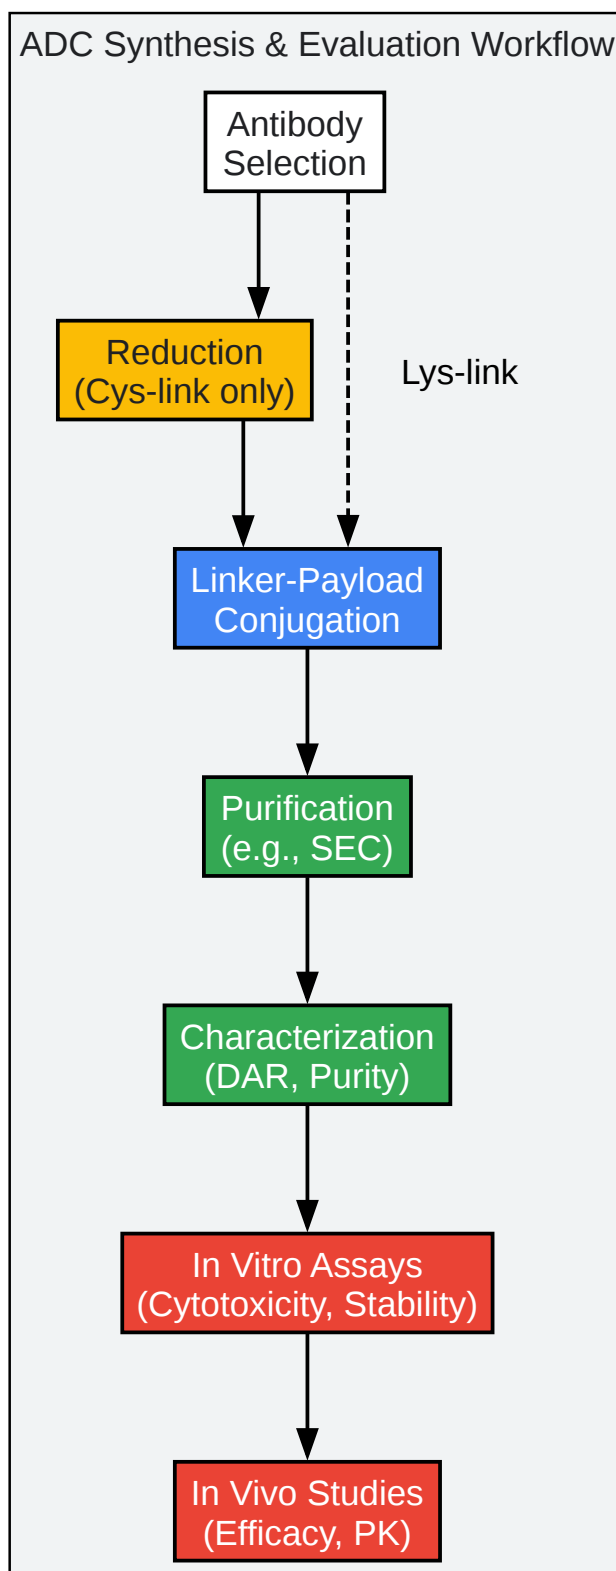 ADC Synthesis & Evaluation Workflow
Antibody
Selection
Reduction
(Cys-link only)
Lys-link
Linker-Payload
Conjugation
Purification
(e.g., SEC)
Characterization
(DAR, Purity)
In Vitro Assays
(Cytotoxicity, Stability)
In Vivo Studies
(Efficacy, PK)